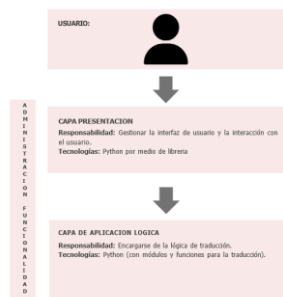 USUARIO:
CAPA PRESENTACION
Responsabilidad: Gestionar la interfaz de usuario y la interacción con
el usuario.
Tecnologías: Python por medio de libreria
CAPA DE APLICACION LOGICA
Responsabilidad: Encargarse de la lógica de traducción.
Tecnologías: Python (con módulos y funciones para la traducción).
ADMINISTRACION FUNCIONALIDAD